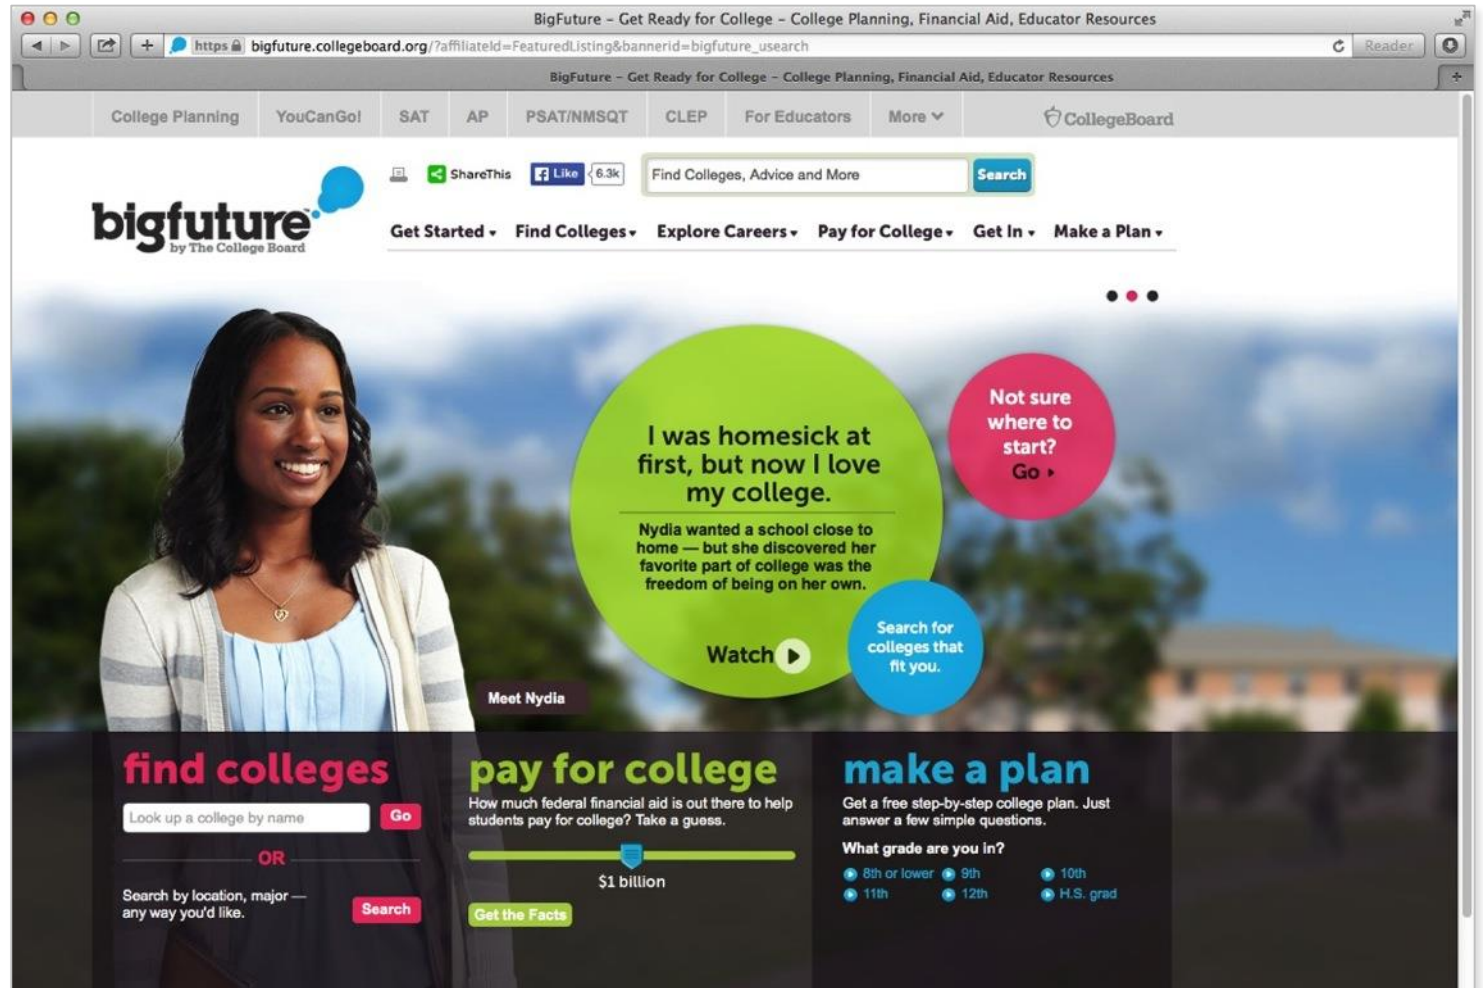 BigFuture – Get Ready for College – College Planning, Financial Aid, Educator Resources
https bigfuture.collegeboard.org/?affiliateId=FeaturedListing&bannerid=bigfuture_usearch
Reader
BigFuture – Get Ready for College – College Planning, Financial Aid, Educator Resources
College Planning YouCanGo! SAT AP PSAT/NMSQT CLEP For Educators More CollegeBoard
ShareThis Like 6.3k Find Colleges, Advice and More Search
bigfuture
by The College Board
Get Started Find Colleges Explore Careers Pay for College Get In Make a Plan
I was homesick at
first, but now I love
my college.
Nydia wanted a school close to
home — but she discovered her
favorite part of college was the
freedom of being on her own.
Watch
Not sure
where to
start?
Go
Search for
colleges that
fit you.
Meet Nydia
find colleges
Look up a college by name Go
OR
Search by location, major —
any way you'd like.
Search
pay for college
How much federal financial aid is out there to help
students pay for college? Take a guess.
$1 billion
Get the Facts
make a plan
Get a free step-by-step college plan. Just
answer a few simple questions.
What grade are you in?
8th or lower 9th 10th
11th 12th H.S. grad